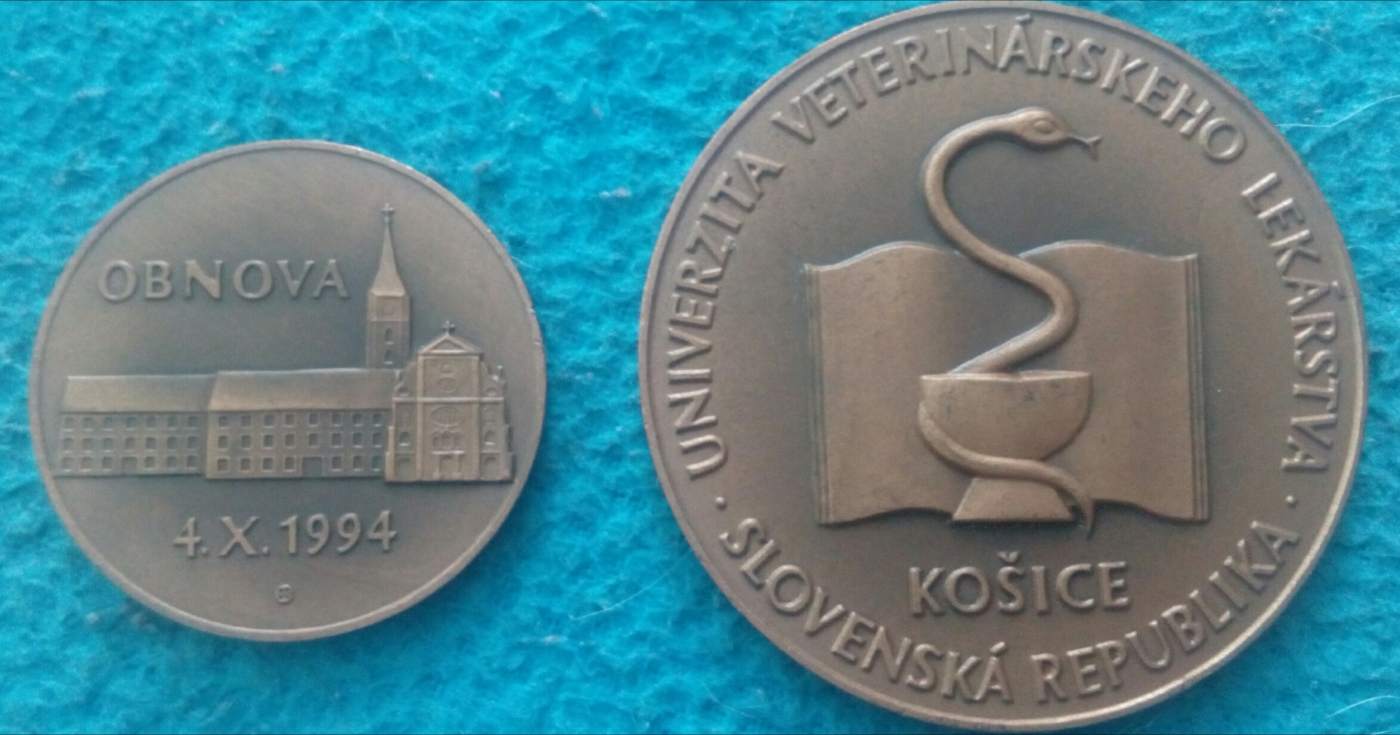 OBNOVA
4. X. 1994
· UNIVERZITA VETERINÁRSKEHO LEKÁRSTVA ·
KOŠICE
SLOVENSKÁ REPUBLIKA